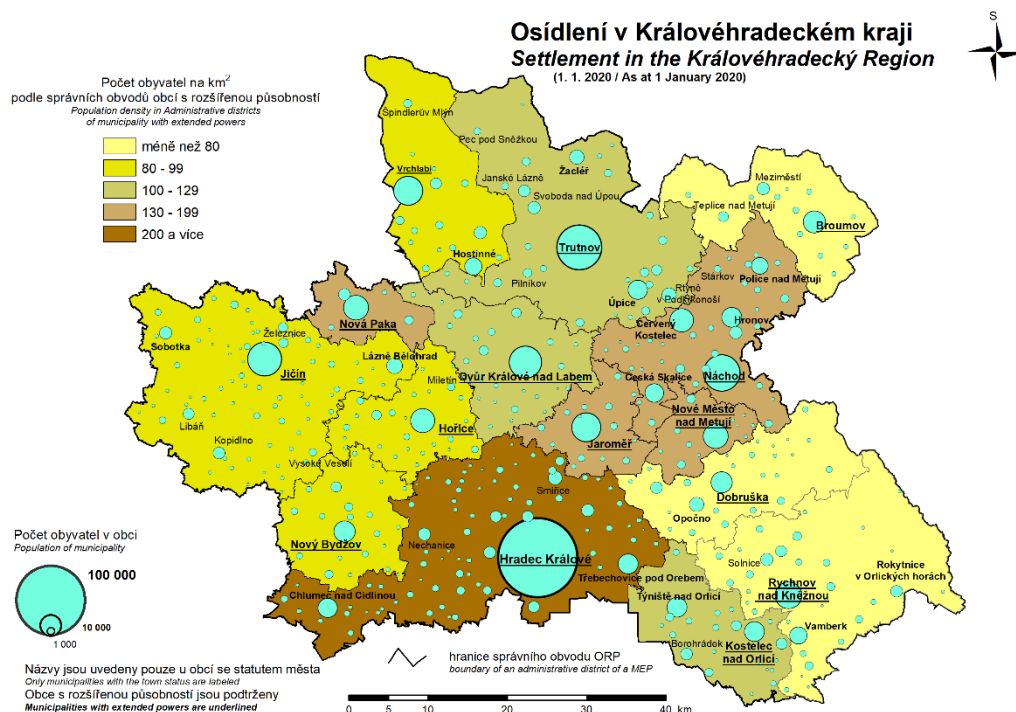 Osídlení v Královéhradeckém kraji
Settlement in the Královéhradecký Region
(1. 1. 2020 / As at 1 January 2020)
S
Počet obyvatel na km2
podle správních obvodů obcí s rozšířenou působností
Population density in Administrative districts
of municipality with extended powers
méně než 80
80 - 99
100 - 129
130 - 199
200 a více
Špindlerův Mlýn
Pec pod Sněžkou
Vrchlabí
Žacléř
Janské Lázně
Svoboda nad Úpou
Meziměstí
Teplice nad Metují
Broumov
Trutnov
Hostinné
Pilníkov
Stárkov
Police nad Metují
Úpice
Rtyně
v Podkrkonoší
Červený
Kostelec
Hronov
Nová Paka
Železnice
Sobotka
Jičín
Lázně Bělohrad
Miletín
Dvůr Králové nad Labem
Česká Skalice
Náchod
Nové Město
nad Metují
Libáň
Hořice
Jaroměř
Kopidlno
Vysoké Veselí
Smiřice
Dobruška
Opočno
Nový Bydžov
Nechanice
Hradec Králové
Třebechovice pod Orebem
Solnice
Rokytnice
v Orlických horách
Rychnov
nad Kněžnou
Chlumec nad Cidlinou
Týniště nad Orlicí
Vamberk
Borohrádek
Kostelec
nad Orlicí
Počet obyvatel v obci
Population of municipality
100 000
10 000
1 000
Názvy jsou uvedeny pouze u obcí se statutem města
Only municipalities with the town status are labeled
Obce s rozšířenou působností jsou podtrženy
Municipalities with extended powers are underlined
hranice správního obvodu ORP
boundary of an administrative district of a MEP
0 5 10 20 30 40 km